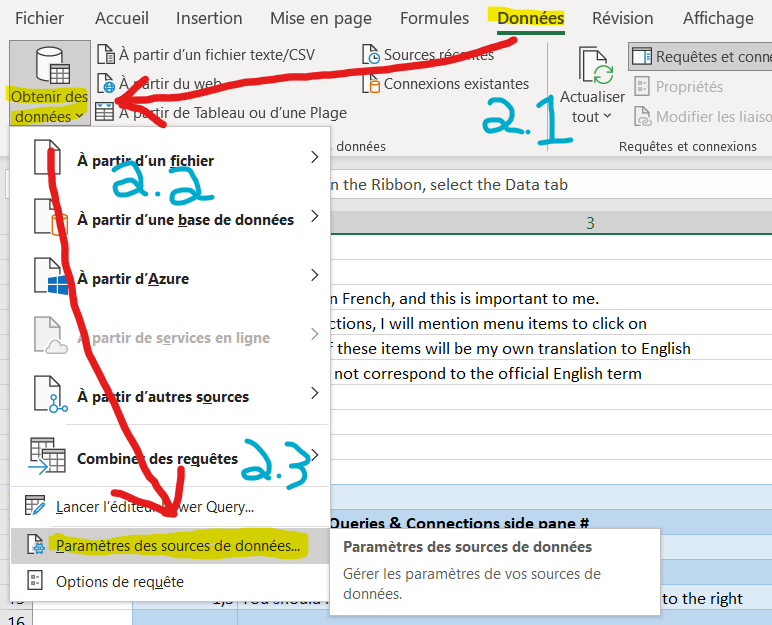 Fichier Accueil Insertion Mise en page Formules Données Révision Affichage
Obtenir des
données
À partir d'un fichier texte/CSV
À partir du web
À partir de Tableau ou d'une Plage
Sources récentes
Connexions existantes
données
2.1
Actualiser
tout
Requêtes et conne
Propriétés
Modifier les liaiso
Requêtes et connexions
À partir d'un fichier
2.2
À partir d'une base de données
À partir d'Azure
À partir de services en ligne
À partir d'autres sources
Combiner des requêtes
2.3
Lancer l'éditeur Power Query...
Paramètres des sources de données...
Options de requête
n the Ribbon, select the Data tab
3
n French, and this is important to me.
ctions, I will mention menu items to click on
f these items will be my own translation to English
not correspond to the official English term
Queries & Connections side pane #
Paramètres des sources de données
Gérer les paramètres de vos sources de
données.
to the right
16